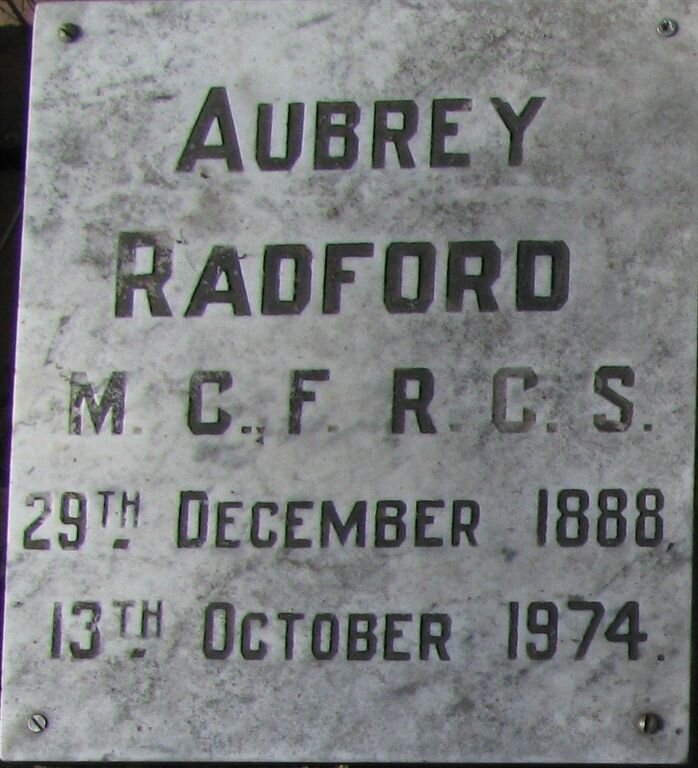 AUBREY
RADFORD
M. C., F. R. C. S.
29TH DECEMBER 1888
13TH OCTOBER 1974.